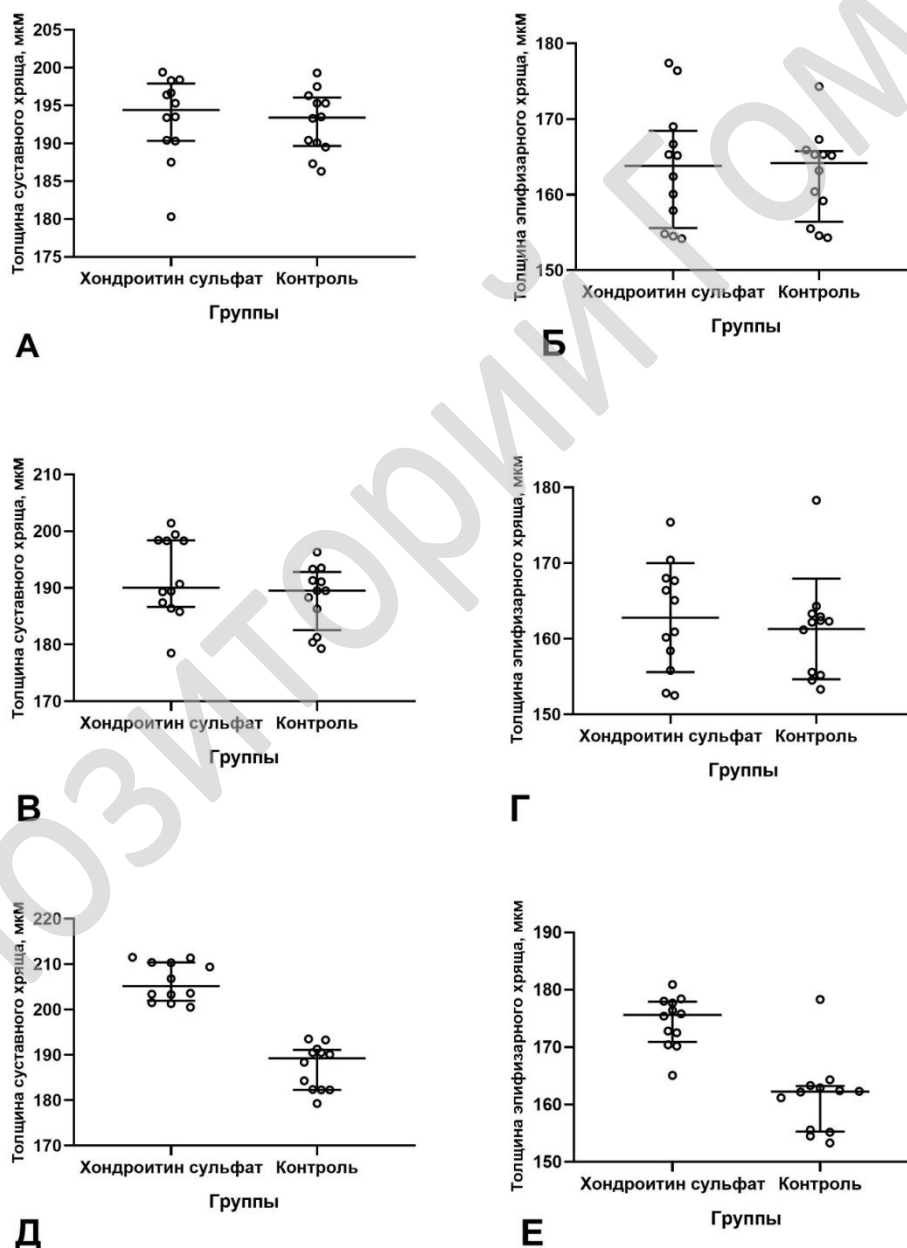 Толщина суставного хряща, мкм
205
200
195
190
185
180
175
Хондроитин сульфат
Контроль
Группы
А
Толщина эпифизарного хряща, мкм
180
170
160
150
Хондроитин сульфат
Контроль
Группы
Б
Толщина суставного хряща, мкм
210
200
190
180
170
Хондроитин сульфат
Контроль
Группы
В
Толщина эпифизарного хряща, мкм
180
170
160
150
Хондроитин сульфат
Контроль
Группы
Г
Толщина суставного хряща, мкм
220
210
200
190
180
170
Хондроитин сульфат
Контроль
Группы
Д
Толщина эпифизарного хряща, мкм
190
180
170
160
150
Хондроитин сульфат
Контроль
Группы
Е
озиторий Гом